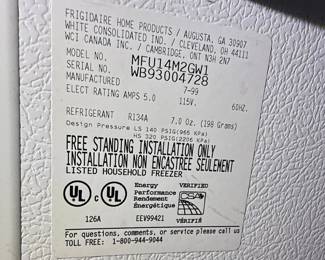 FRIGIDAIRE HOME PRODUCTS / AUGUSTA, GA 30907
WHITE CONSOLIDATED INC. / CLEVELAND, OH 44111
WCI CANADA INC. / CAMBRIDGE, ONT N3H 2N7
MODEL NO. MFU14M2GW1
SERIAL NO. WB93004728
MANUFACTURED 7-99
ELECT RATING AMPS 5.0 115V. 60HZ.
REFRIGERANT R134A 7.0 Oz. (198 Grams)
Design Pressure LS 140 PSIG(965 KPa)
HS 320 PSIG(2206 KPa)
FREE STANDING INSTALLATION ONLY
INSTALLATION NON ENCASTREE SEULEMENT
LISTED HOUSEHOLD FREEZER
UL C UL
Energy
Performance
Rendement
Énergétique
VERIFIED
CSA
VÉRIFIÉ
126A EEV99421
For questions, comments, or service please call us
TOLL FREE: 1-800-944-9044